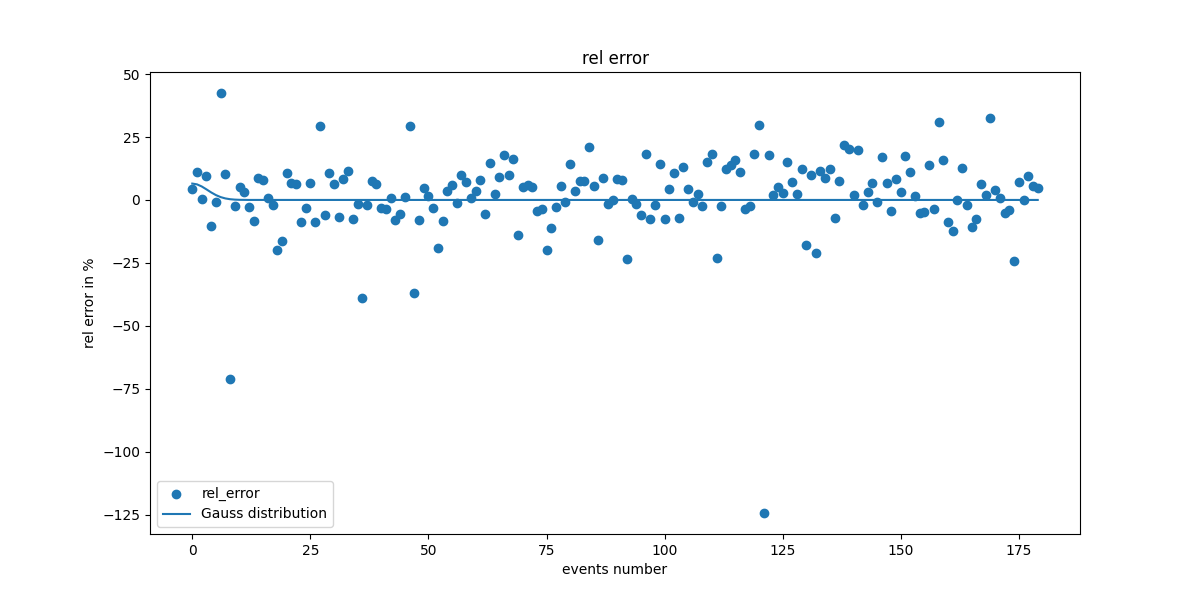 rel error
50
25
0
−25
−50
−75
−100
−125
rel error in %
rel_error
Gauss distribution
0 25 50 75 100 125 150 175
events number